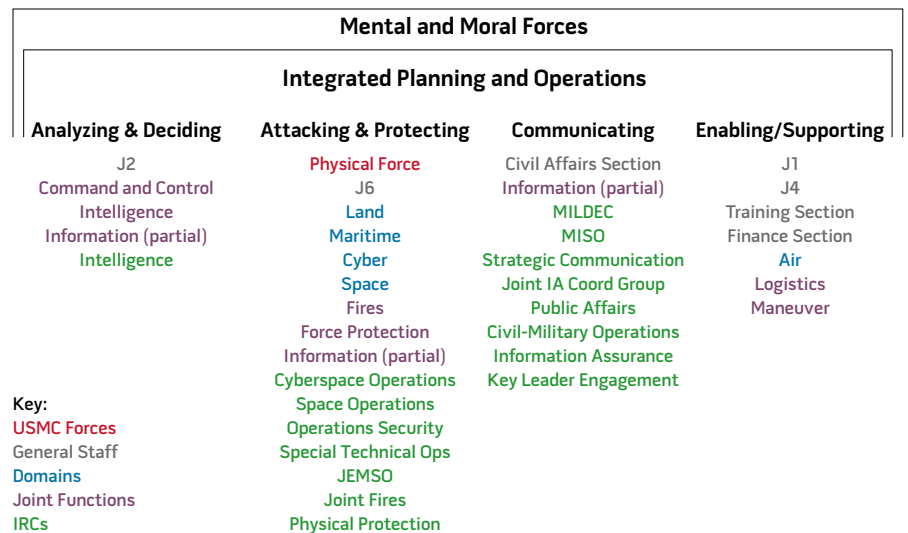 Mental and Moral Forces
Integrated Planning and Operations
Analyzing & Deciding
J2
Command and Control
Intelligence
Information (partial)
Intelligence
Attacking & Protecting
Physical Force
J6
Land
Maritime
Cyber
Space
Fires
Force Protection
Information (partial)
Cyberspace Operations
Space Operations
Operations Security
Special Technical Ops
JEMSO
Joint Fires
Physical Protection
Communicating
Civil Affairs Section
Information (partial)
MILDEC
MISO
Strategic Communication
Joint IA Coord Group
Public Affairs
Civil-Military Operations
Information Assurance
Key Leader Engagement
Enabling/Supporting
J1
J4
Training Section
Finance Section
Air
Logistics
Maneuver
Key:
USMC Forces
General Staff
Domains
Joint Functions
IRCs